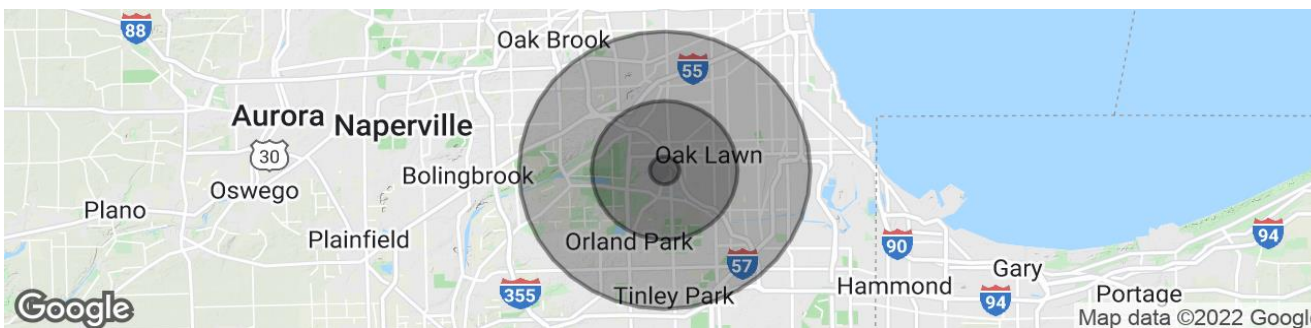 88
Oak Brook
55
Aurora
Naperville
30
Oak Lawn
Bolingbrook
Oswego
Plano
Plainfield
Orland Park
57
90
94
Gary
Hammond
355
Tinley Park
94
Portage
Google
Map data ©2022 Googl